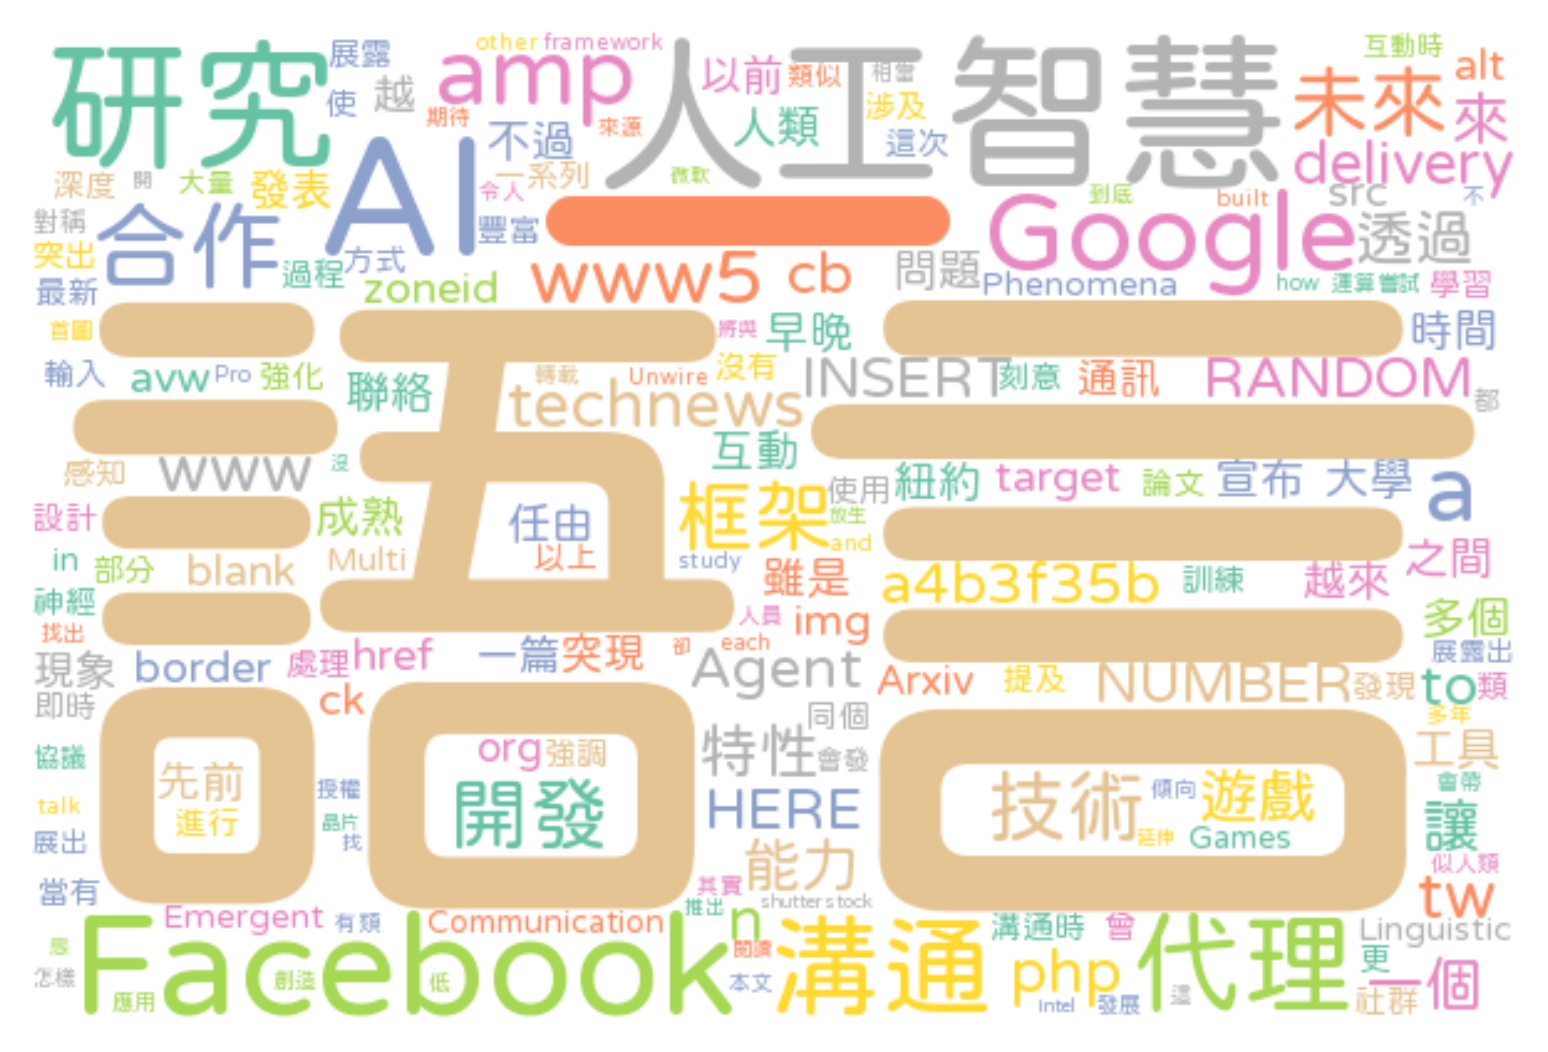 other framework
互動時
研究
展露
amp
人工智慧
以前 類似 相當
未來
alt
使 越
期待
不過
來源
人類
涉及
這次
來
delivery
深度 開 大量 發表
AI
一系列
令人
微軟
到底
built
src
不
對稱
合作
豐富
一
Google
透過
突出
過程
方式
最新
zoneid
www5 cb
問題
Phenomena
how 運算 嘗試 學習
首圖
語言
將與 早晚
時間
輸入 avw Pro 強化
聯絡
轉載 Unwire 沒有
technews
INSERT
刻意 通訊
RANDOM
都
感知
www
沒
互動
設計
成熟
任由
框架
使用
放生
紐約 target 論文 宣布 大學
a
in 部分 blank
Multi
以上
study
and
雖是
a4b3f35b
訓練
越來
之間
神經
找出
人員 img
多個
現象
border
處理 href
一篇 突現
卻 each
Agent
Arxiv 提及
NUMBER
發現
展露出
to 類
即時
ck
同個
多年
協議
先前
進行
授權
org 強調
特性
會發
工具
talk
晶片
找
開發
HERE
技術
傾向 遊戲
延伸 Games
會帶
讓
展出
似人類
當有
能力
其實
shutterstock
tw
Emergent 有類 Communication
推出 n
溝通時 曾
Linguistic
Facebook
閱讀
溝通
php
代理
更
一個
怎樣
應用
創造
低
本文
Intel 發展
這
社群